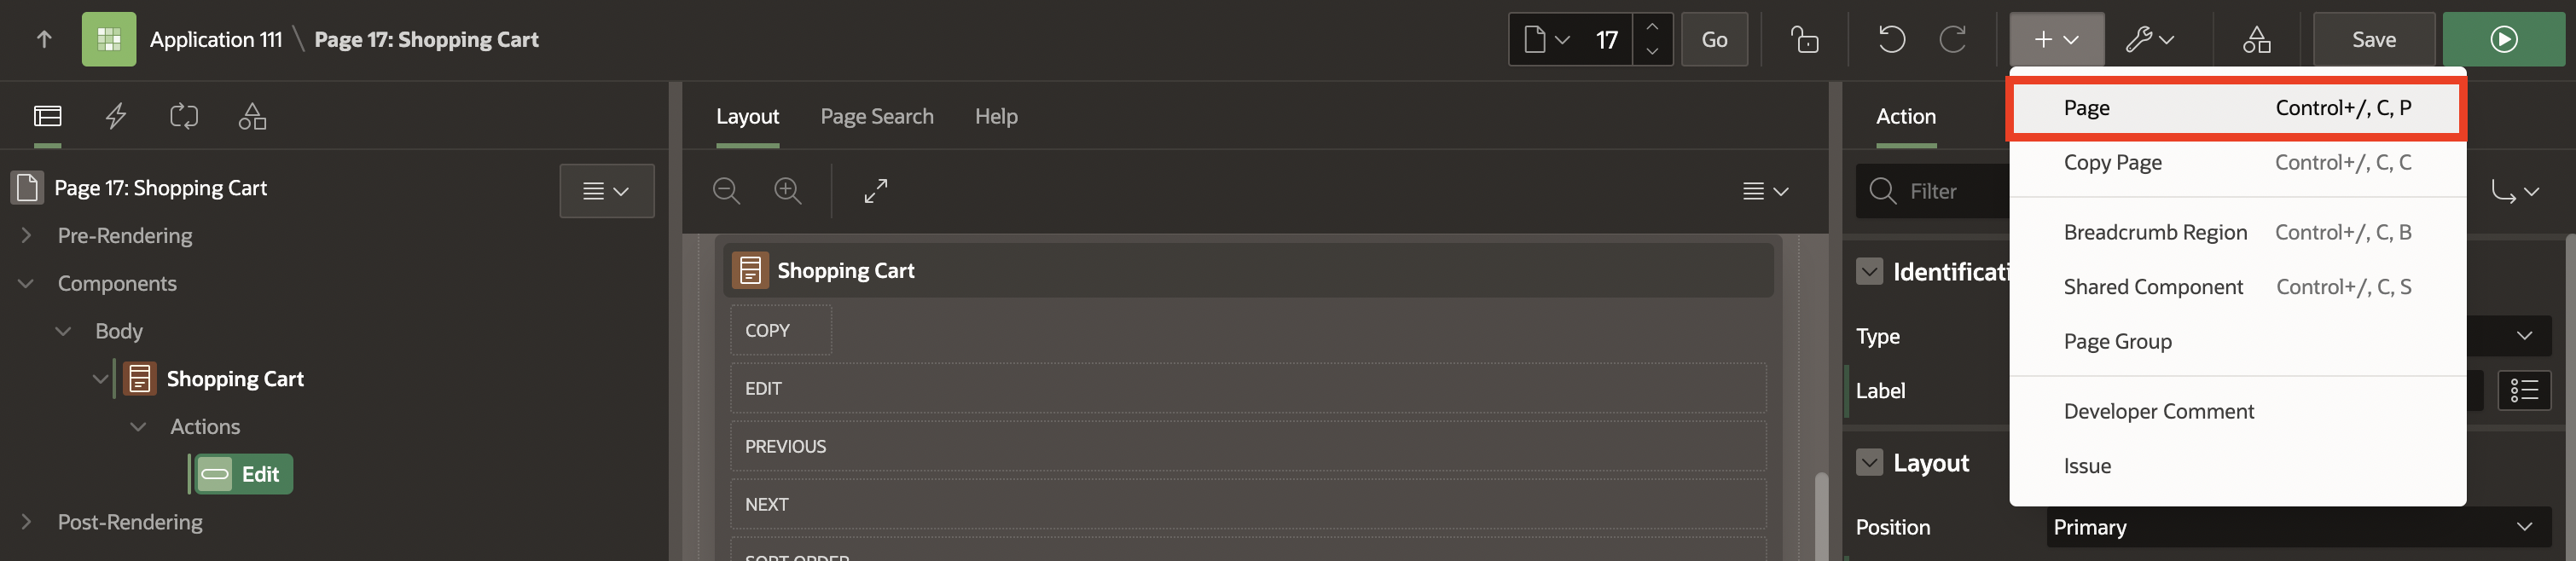 Application 111 \ Page 17: Shopping Cart
17
Go
Save
Layout
Page Search
Help
Action
Page Control+/, C, P
Copy Page Control+/, C, C
Breadcrumb Region Control+/, C, B
Shared Component Control+/, C, S
Page Group
Developer Comment
Issue
Page 17: Shopping Cart
Pre-Rendering
Components
Body
Shopping Cart
Actions
Edit
Post-Rendering
Shopping Cart
COPY
EDIT
PREVIOUS
NEXT
SORT ORDER
Filter
Identificati
Type
Label
Layout
Position Primary